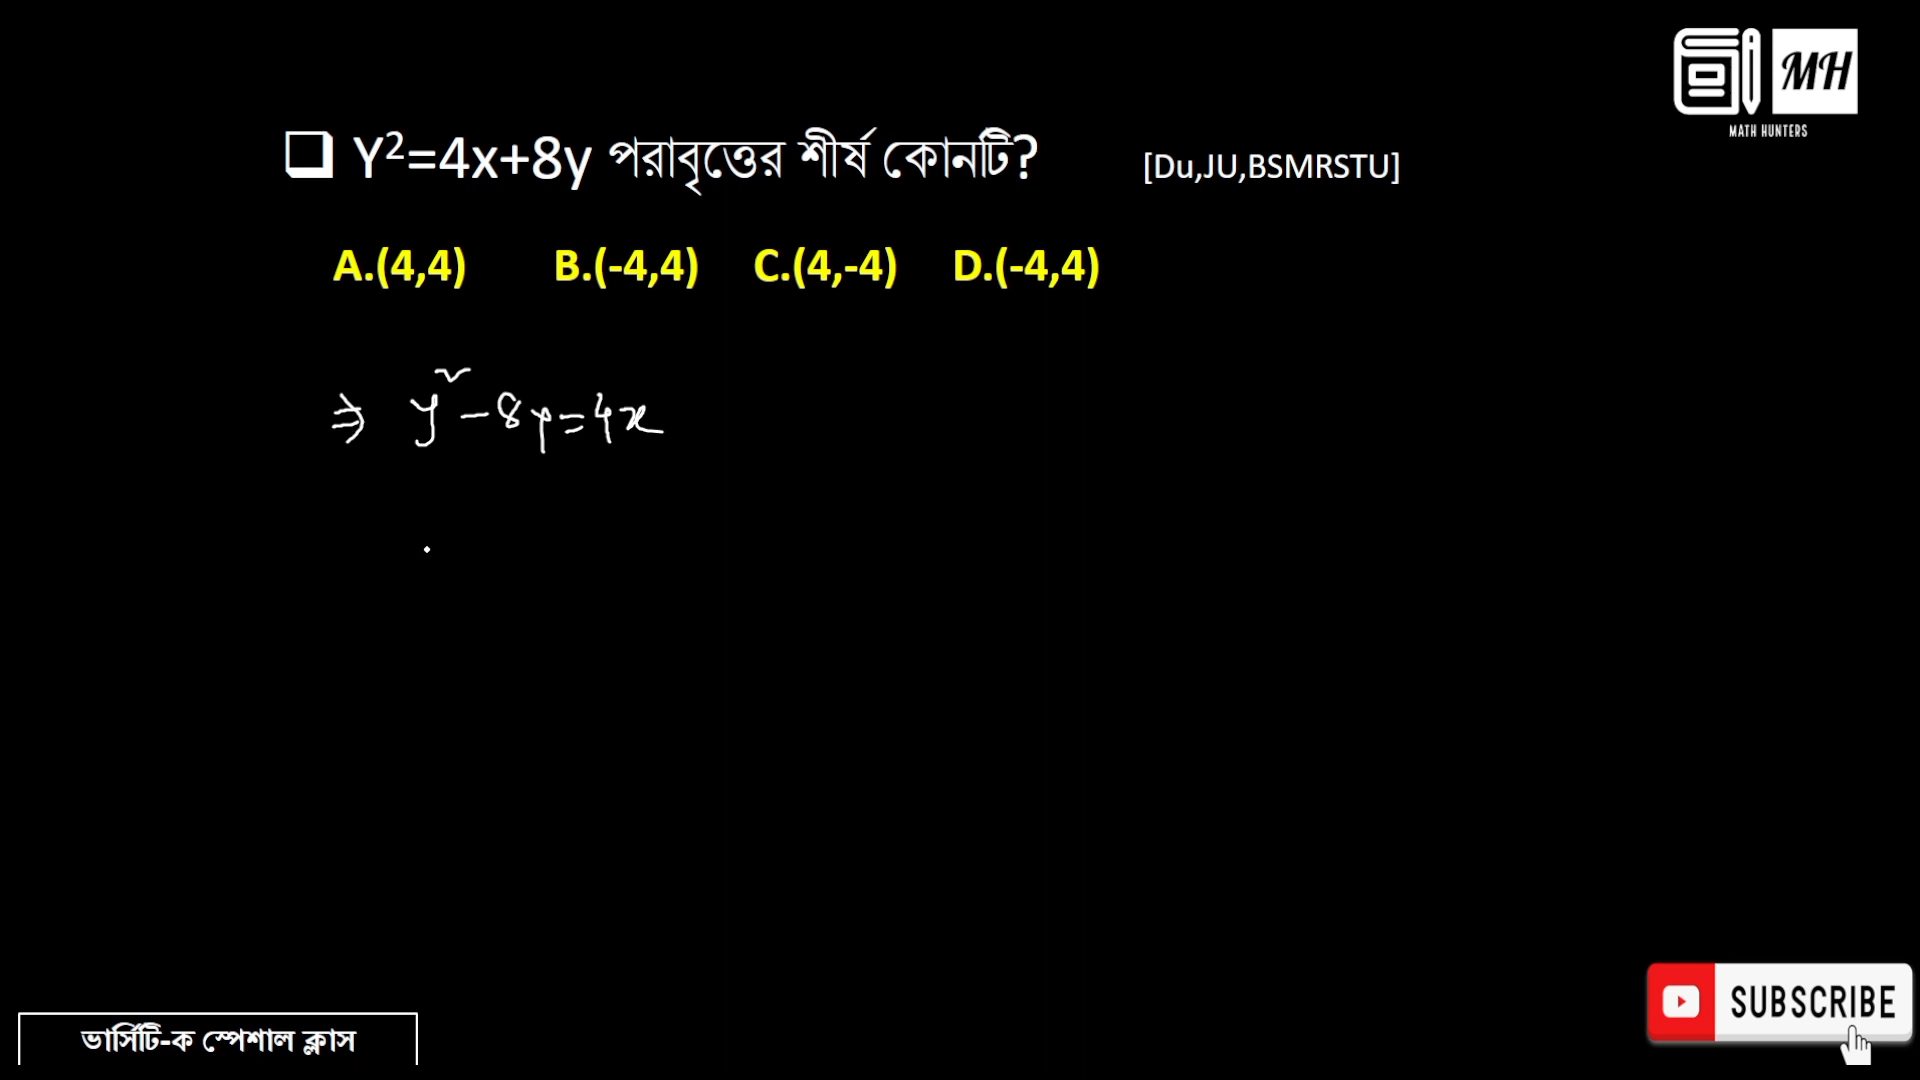 MH
MATH HUNTERS
❑ Y²=4x+8y পরাবৃত্তের শীর্ষ কোনটি? [Du,JU,BSMRSTU]
A.(4,4) B.(-4,4) C.(4,-4) D.(-4,4)
⇒ y² - 8y = 4x
SUBSCRIBE
ভার্সিটি-ক স্পেশাল ক্লাস